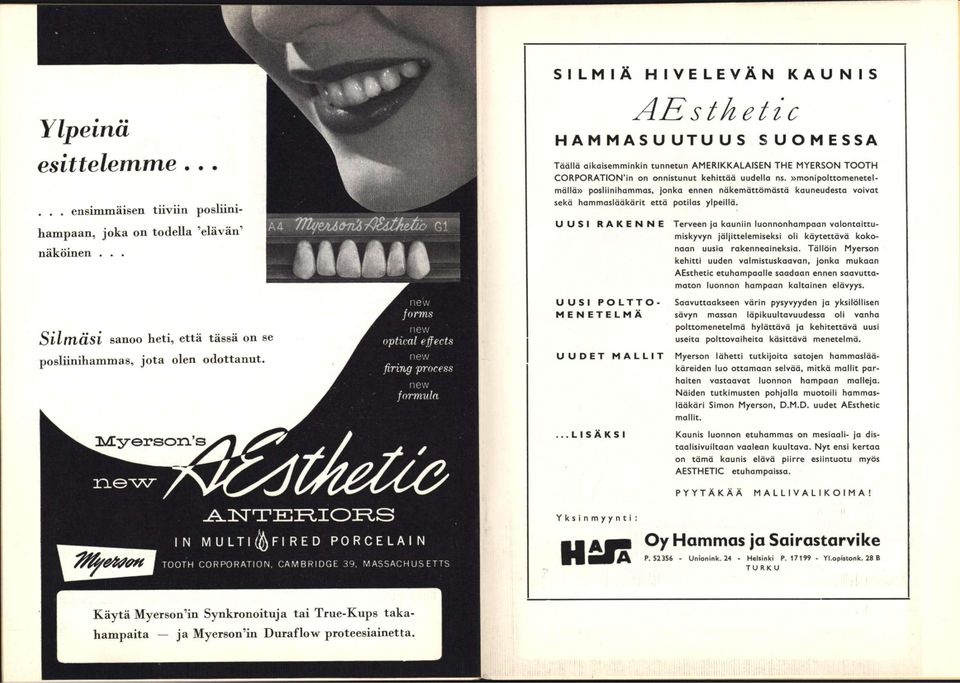 Ylpeinä
esittelemme...
... ensimmäisen tiiviin posliini-
hampaan, joka on todella 'elävän'
näköinen ...
A4 Myerson's AEsthetic G1
Silmäsi sanoo heti, että tässä on se
posliinihammas, jota olen odottanut.
new
forms
new
optical effects
new
firing process
new
formula
Myerson's
new AEsthetic
ANTERIORS
IN MULTI FIRED PORCELAIN
Myerson
TOOTH CORPORATION, CAMBRIDGE 39, MASSACHUSETTS
Käytä Myerson'in Synkronoituja tai True-Kups taka-
hampaita — ja Myerson'in Duraflow proteesiainetta.
SILMIÄ HIVELEVÄN KAUNIS
AEsthetic
HAMMASUUTUUS SUOMESSA
Täällä aikaisemminkin tunnetun AMERIKKALAISEN THE MYERSON TOOTH
CORPORATION'in on onnistunut kehittää uudella ns. »monipolttomenetel-
mällä» posliinihammas, jonka ennen näkemättömästä kauneudesta voivat
sekä hammaslääkärit että potilas ylpeillä.
UUSI RAKENNE Terveen ja kauniin luonnonhampaan valontaittu-
miskyvyn jäljittelemiseksi oli käytettävä koko-
naan uusia rakenneaineksia. Tällöin Myerson
kehitti uuden valmistuskaavan, jonka mukaan
AEsthetic etuhampaalle saadaan ennen saavutta-
maton luonnon hampaan kaltainen elävyys.
UUSI POLTTO- Saavuttaakseen värin pysyvyyden ja yksilöllisen
MENETELMÄ sävyn massan läpikuultavuudessa oli vanha
polttomenetelmä hylättävä ja kehitettävä uusi
useita polttovaiheita käsittävä menetelmä.
UUDET MALLIT Myerson lähetti tutkijoita satojen hammaslää-
käreiden luo ottamaan selvää, mitkä mallit par-
haiten vastaavat luonnon hampaan malleja.
Näiden tutkimusten pohjalla muotoili hammas-
lääkäri Simon Myerson, D.M.D. uudet AEsthetic
mallit.
...LISÄKSI Kaunis luonnon etuhammas on mesiaali- ja dis-
taalisivuiltaan vaalean kuultava. Nyt ensi kertaa
on tämä kaunis elävä piirre esiintuotu myös
AESTHETIC etuhampaissa.
PYYTÄKÄÄ MALLIVALIKOIMA!
Yksinmyynti:
HASA Oy Hammas ja Sairastarvike
P. 52356 - Unionink. 24 - Helsinki P. 17199 - Yl.opistonk. 28 B
TURKU